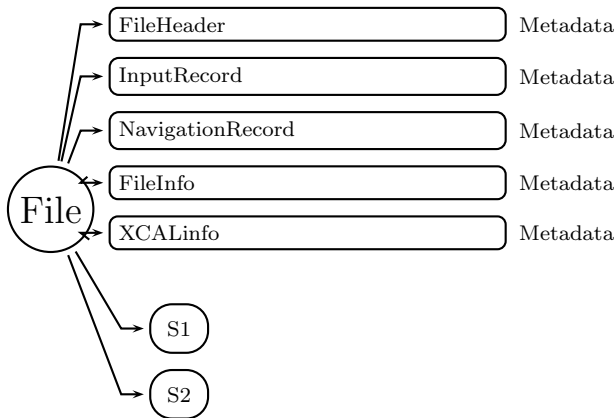 FileHeader Metadata
InputRecord Metadata
NavigationRecord Metadata
FileInfo Metadata
File
XCALinfo Metadata
S1
S2